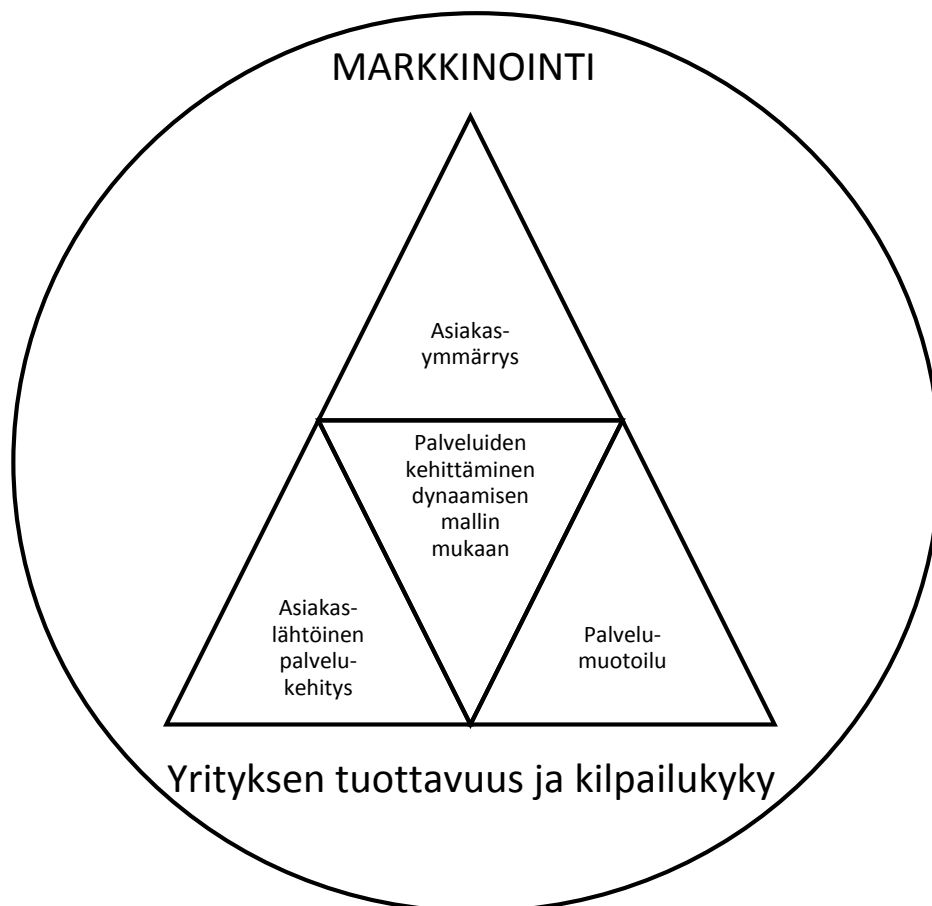 MARKKINOINTI
Asiakas-
ymmärrys
Palveluiden
kehittäminen
dynaamisen
mallin
mukaan
Asiakas-
lähtöinen
palvelu-
kehitys
Palvelu-
muotoilu
Yrityksen tuottavuus ja kilpailukyky